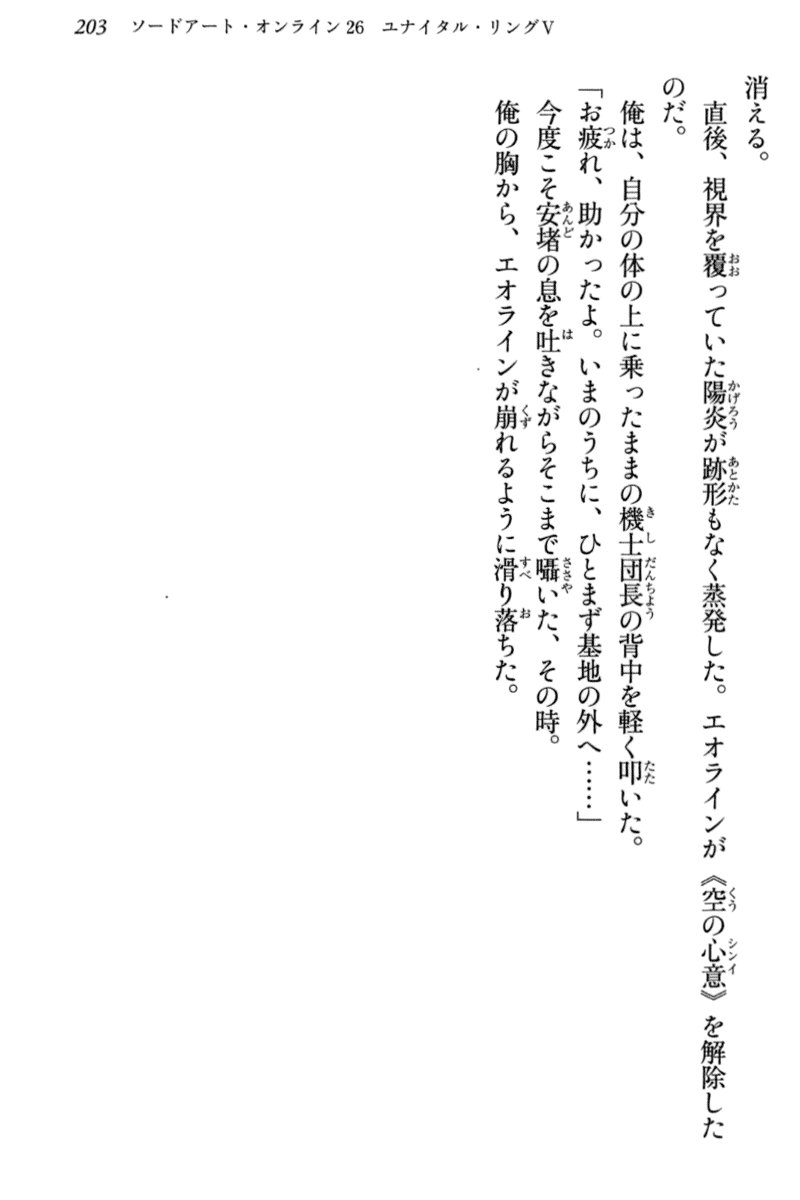 203 ソードアート・オンライン26 ユナイタル・リングⅤ
消える。
直後、視界を覆っていた陽炎が跡形もなく蒸発した。エオラインが《空の心意》を解除した
のだ。
俺は、自分の体の上に乗ったままの機士団長の背中を軽く叩いた。
「お疲れ、助かったよ。いまのうちに、ひとまず基地の外へ……」
今度こそ安堵の息を吐きながらそこまで囁いた、その時。
俺の胸から、エオラインが崩れるように滑り落ちた。